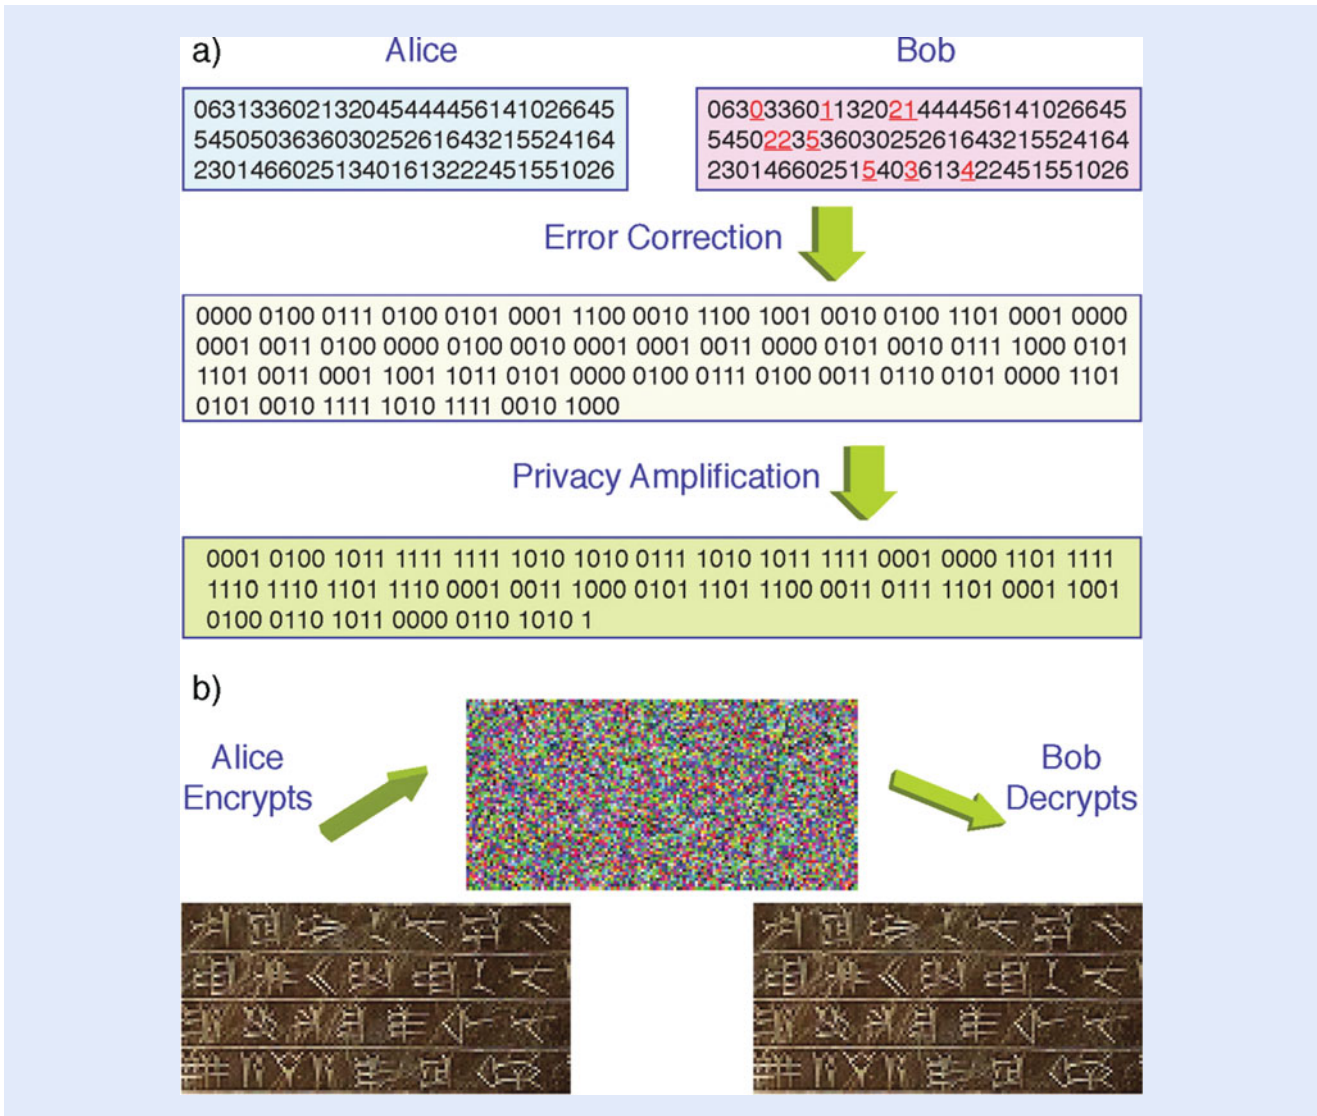 a)
Alice
Bob
063133602132045444456141026645
545050363603025261643215524164
230146602513401613222451551026
063033601132021444456141026645
545022353603025261643215524164
230146602515403613422451551026
Error Correction
0000 0100 0111 0100 0101 0001 1100 0010 1100 1001 0010 0100 1101 0001 0000
0001 0011 0100 0000 0100 0010 0001 0001 0011 0000 0101 0010 0111 1000 0101
1101 0011 0001 1001 1011 0101 0000 0100 0111 0100 0011 0110 0101 0000 1101
0101 0010 1111 1010 1111 0010 1000
Privacy Amplification
0001 0100 1011 1111 1111 1010 1010 0111 1010 1011 1111 0001 0000 1101 1111
1110 1110 1101 1110 0001 0011 1000 0101 1101 1100 0011 0111 1101 0001 1001
0100 0110 1011 0000 0110 1010 1
b)
Alice
Encrypts
Bob
Decrypts